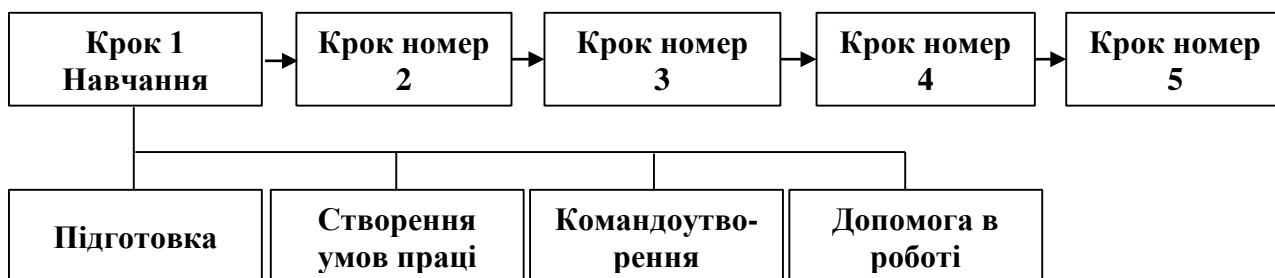 Крок 1
Навчання
Крок номер
2
Крок номер
3
Крок номер
4
Крок номер
5
Підготовка
Створення
умов праці
Командоутво-
рення
Допомога в
роботі